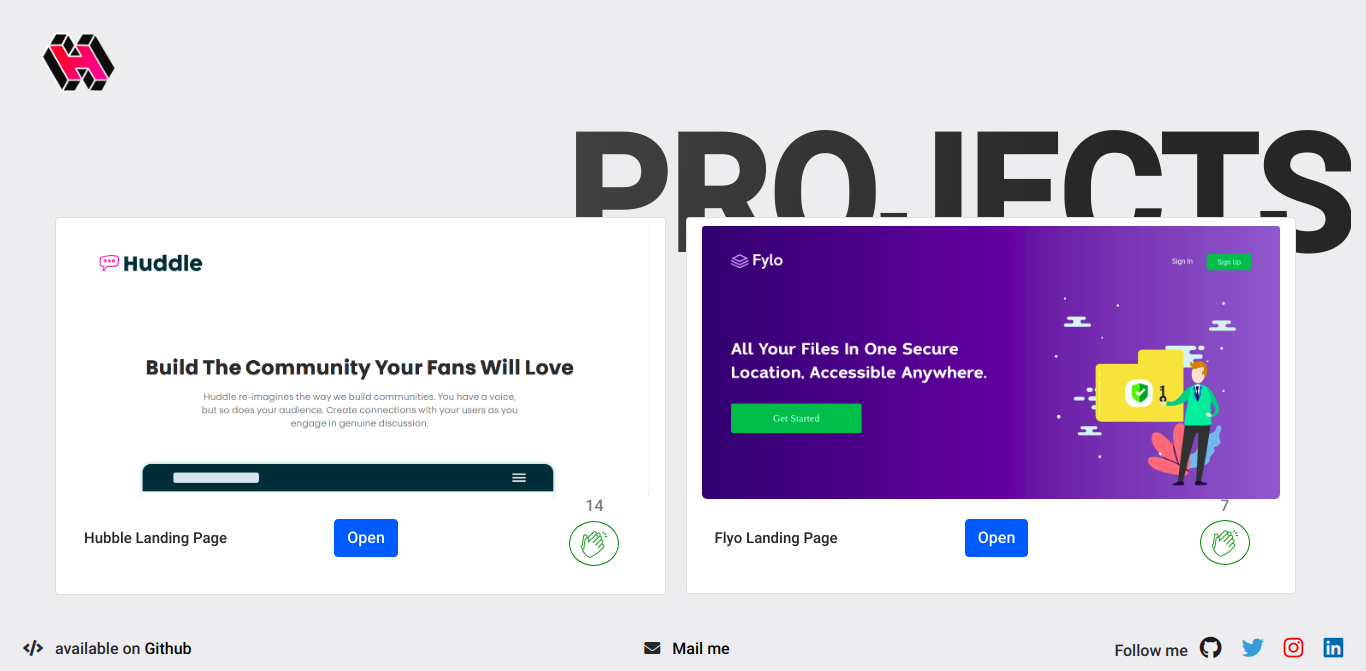 PROJECTS
Huddle
Build The Community Your Fans Will Love
Huddle re-imagines the way we build communities. You have a voice,
but so does your audience. Create connections with your users as you
engage in genuine discussion.
14
Hubble Landing Page
Open
Fylo
Sign In
Sign Up
All Your Files In One Secure
Location, Accessible Anywhere.
Get Started
7
Flyo Landing Page
Open
available on Github
Mail me
Follow me